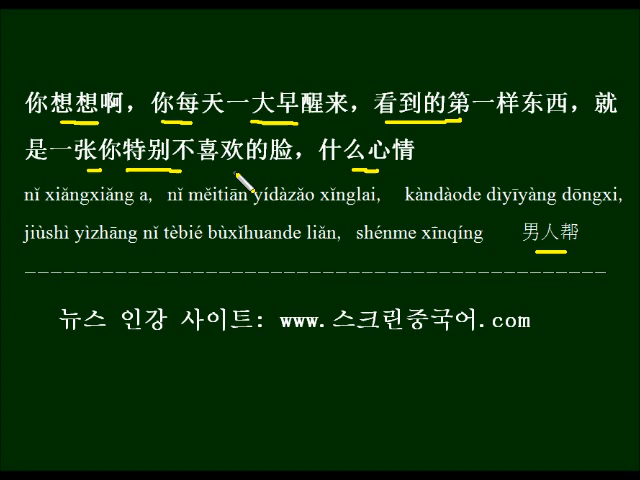 你想想啊，你每天一大早醒来，看到的第一样东西，就
是一张你特别不喜欢的脸，什么心情
nǐ xiǎngxiǎng a,   nǐ měitiān yídàzǎo xǐnglai,   kàndàode dìyīyàng dōngxi,
jiùshì yìzhāng nǐ tèbié bùxǐhuande liǎn,   shénme xīnqíng   男人帮
뉴스 인강 사이트: www.스크린중국어.com